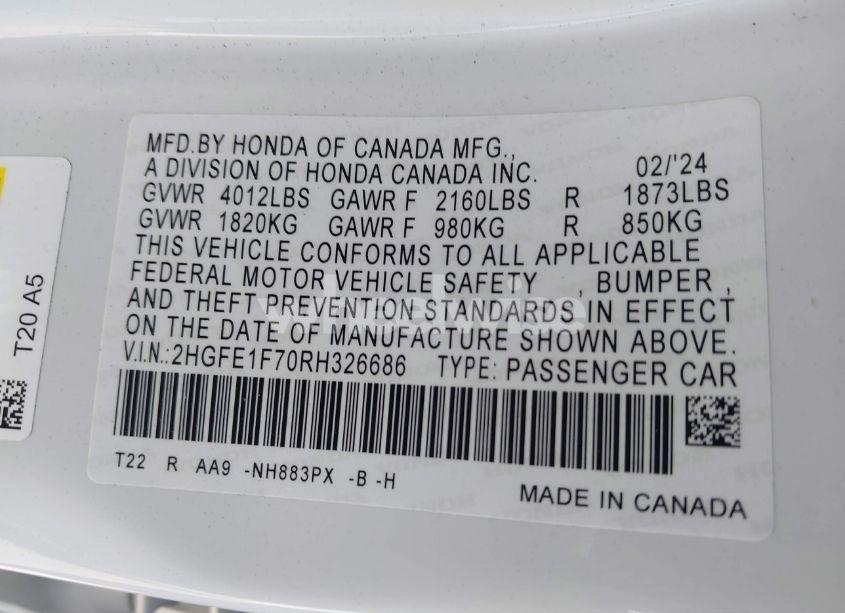 MFD.BY HONDA OF CANADA MFG.,
A DIVISION OF HONDA CANADA INC. 02/'24
GVWR 4012LBS GAWR F 2160LBS R 1873LBS
GVWR 1820KG GAWR F 980KG R 850KG
THIS VEHICLE CONFORMS TO ALL APPLICABLE
FEDERAL MOTOR VEHICLE SAFETY , BUMPER ,
AND THEFT PREVENTION STANDARDS IN EFFECT
ON THE DATE OF MANUFACTURE SHOWN ABOVE.
V.I.N.: 2HGFE1F70RH326686 TYPE: PASSENGER CAR
T22 R AA9 -NH883PX -B -H
MADE IN CANADA
T20 A5